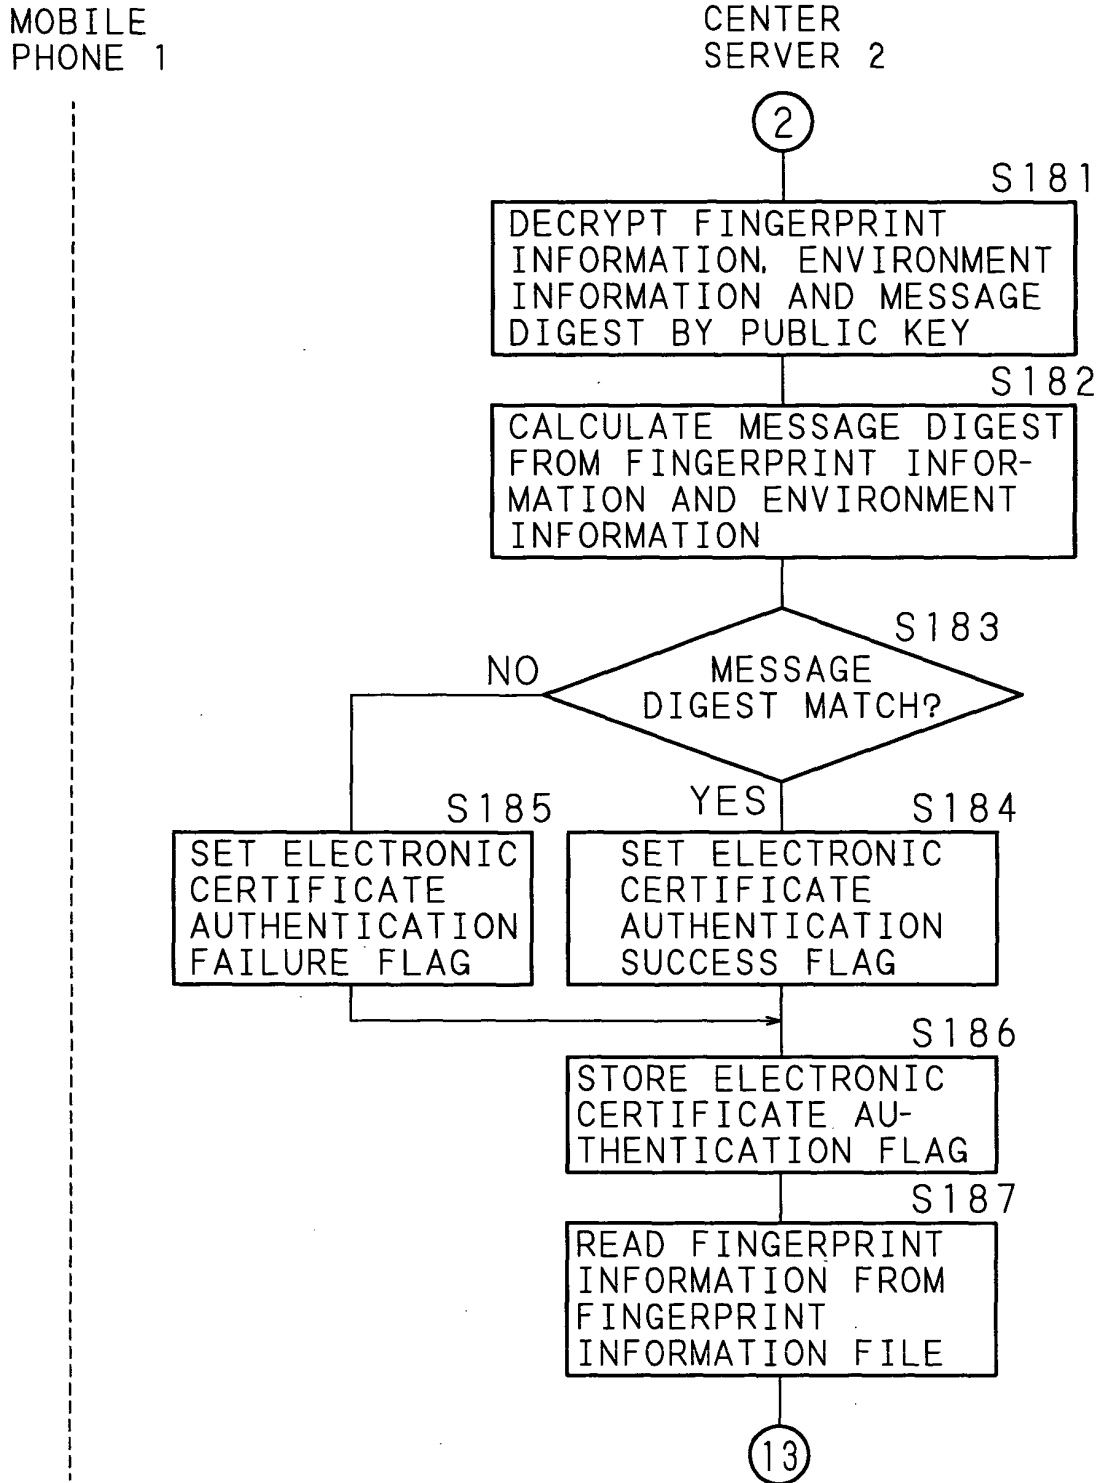 MOBILE
PHONE 1
CENTER
SERVER 2
2
S181
DECRYPT FINGERPRINT
INFORMATION, ENVIRONMENT
INFORMATION AND MESSAGE
DIGEST BY PUBLIC KEY
S182
CALCULATE MESSAGE DIGEST
FROM FINGERPRINT INFOR-
MATION AND ENVIRONMENT
INFORMATION
S183
MESSAGE
DIGEST MATCH?
NO
YES
S185
SET ELECTRONIC
CERTIFICATE
AUTHENTICATION
FAILURE FLAG
S184
SET ELECTRONIC
CERTIFICATE
AUTHENTICATION
SUCCESS FLAG
S186
STORE ELECTRONIC
CERTIFICATE AU-
THENTICATION FLAG
S187
READ FINGERPRINT
INFORMATION FROM
FINGERPRINT
INFORMATION FILE
13